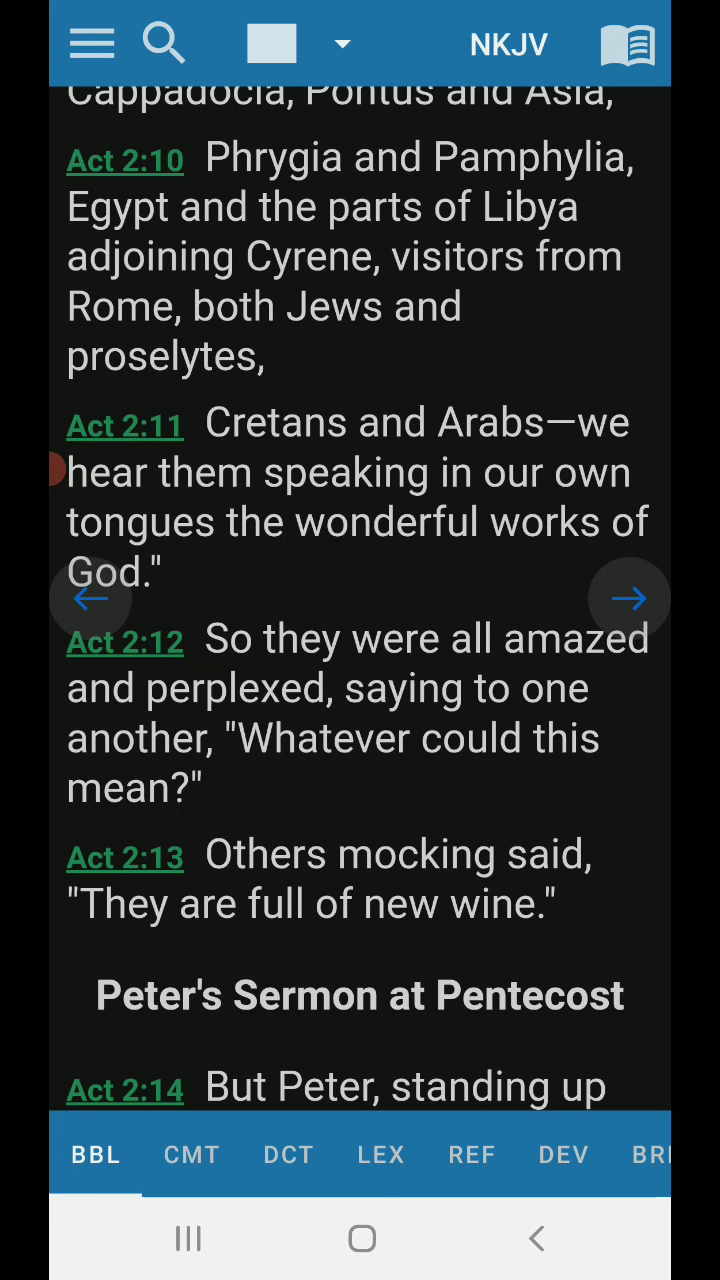 NKJV
Cappadocia, Pontus and Asia,
Act 2:10 Phrygia and Pamphylia,
Egypt and the parts of Libya
adjoining Cyrene, visitors from
Rome, both Jews and
proselytes,
Act 2:11 Cretans and Arabs—we
hear them speaking in our own
tongues the wonderful works of
God."
Act 2:12 So they were all amazed
and perplexed, saying to one
another, "Whatever could this
mean?"
Act 2:13 Others mocking said,
"They are full of new wine."
Peter's Sermon at Pentecost
Act 2:14 But Peter, standing up
BBL CMT DCT LEX REF DEV